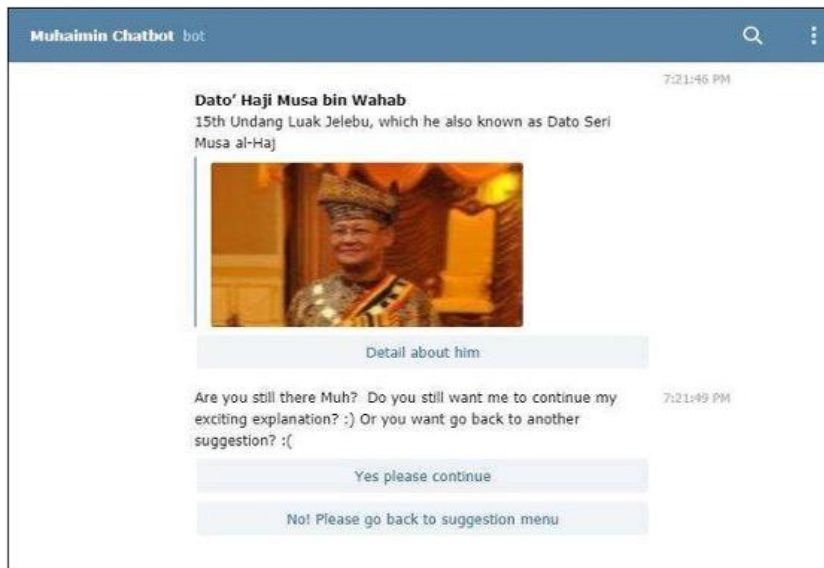 Muhaimin Chatbot bot
7:21:46 PM
Dato' Haji Musa bin Wahab
15th Undang Luak Jelebu, which he also known as Dato Seri
Musa al-Haj
Detail about him
Are you still there Muh?  Do you still want me to continue my
7:21:49 PM
exciting explanation? :) Or you want go back to another
suggestion? :(
Yes please continue
No! Please go back to suggestion menu